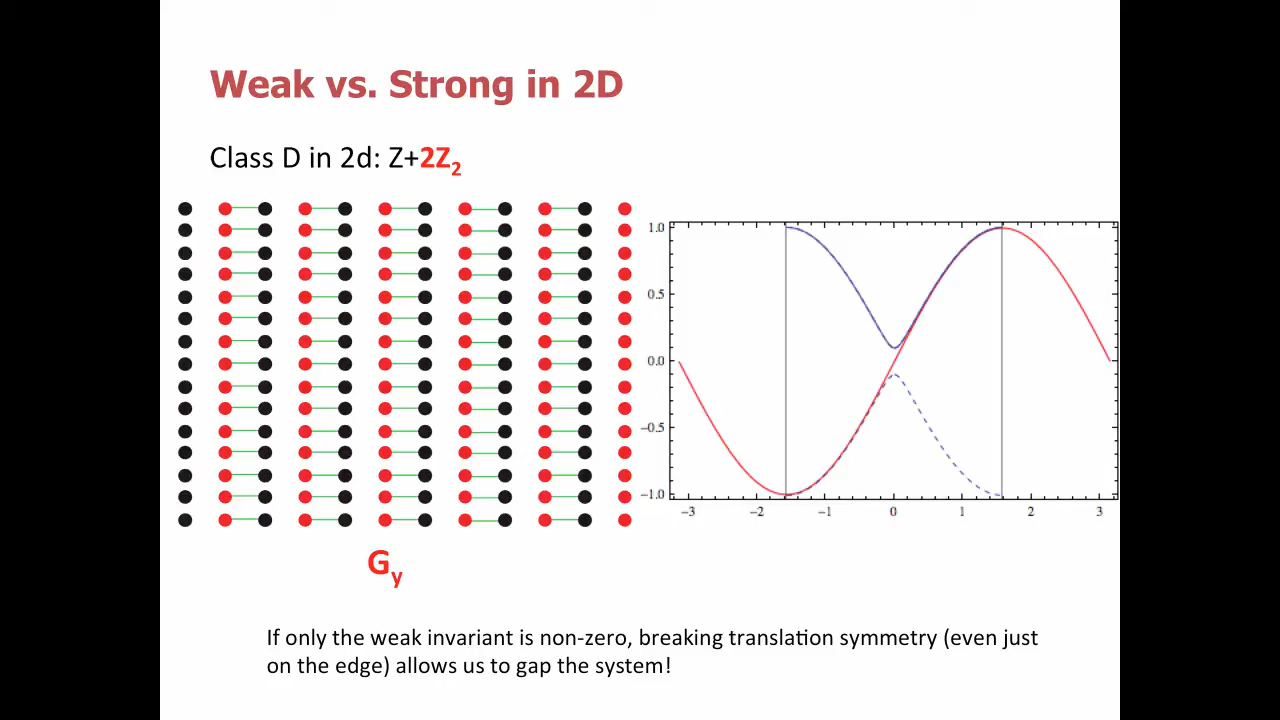 Weak vs. Strong in 2D
Class D in 2d: Z+2Z₂
1.0
0.5
0.0
−0.5
−1.0
−3 −2 −1 0 1 2 3
G_y
If only the weak invariant is non-zero, breaking translation symmetry (even just
on the edge) allows us to gap the system!